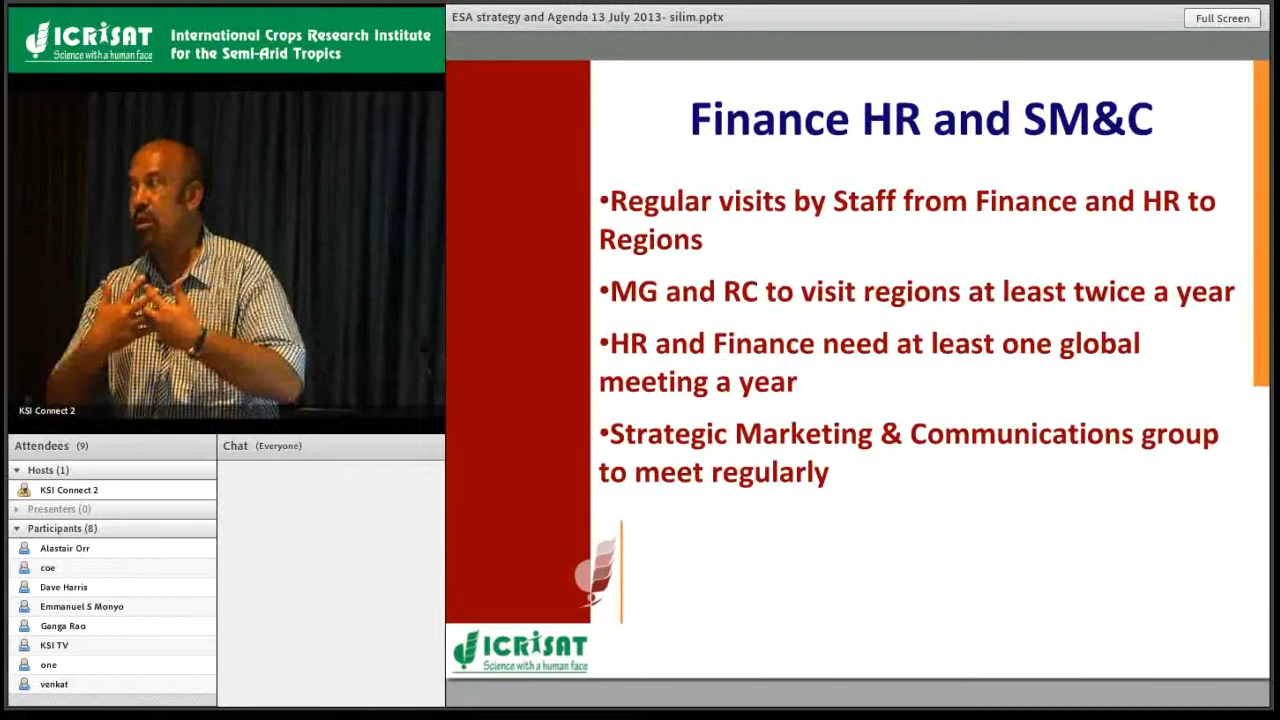 ICRISAT
Science with a human face
International Crops Research Institute
for the Semi-Arid Tropics
KSI Connect 2
Attendees (9)
Hosts (1)
KSI Connect 2
Presenters (0)
Participants (8)
Alastair Orr
coe
Dave Harris
Emmanuel S Monyo
Ganga Rao
KSI TV
one
venkat
Chat (Everyone)
ESA strategy and Agenda 13 July 2013- silim.pptx
Full Screen
Finance HR and SM&C
•Regular visits by Staff from Finance and HR to
Regions
•MG and RC to visit regions at least twice a year
•HR and Finance need at least one global
meeting a year
•Strategic Marketing & Communications group
to meet regularly
ICRISAT
Science with a human face